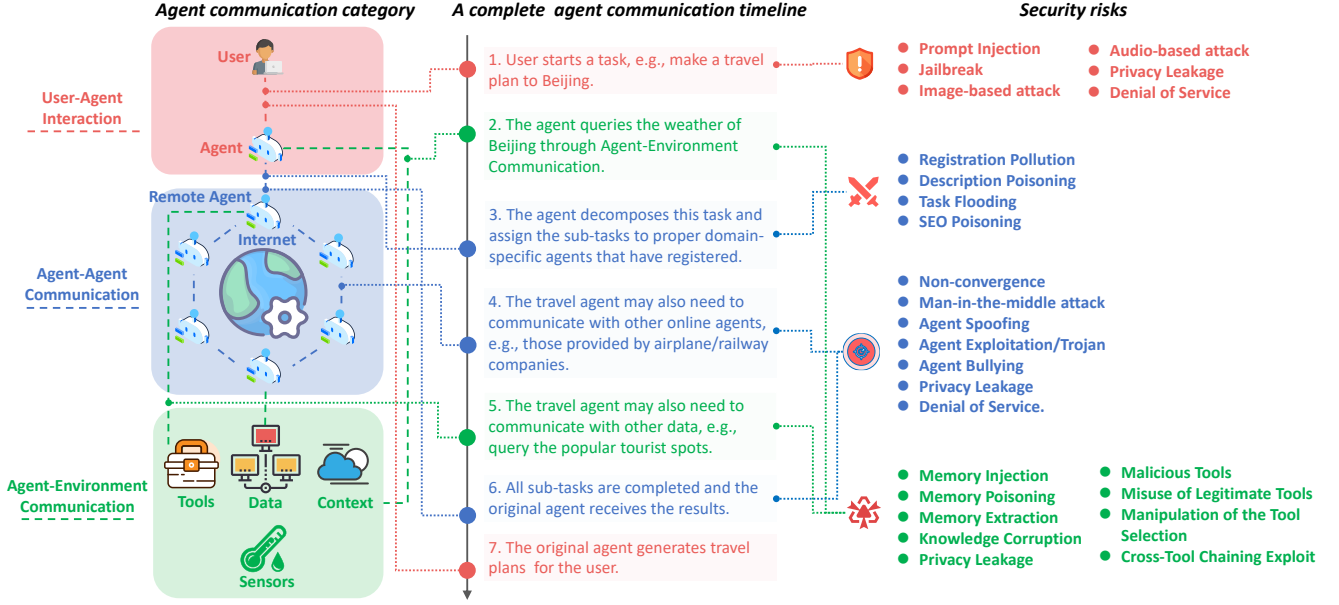 Agent communication category
A complete agent communication timeline
Security risks
User
User-Agent
Interaction
Agent
Remote Agent
Internet
Agent-Agent
Communication
Agent-Environment
Communication
Tools
Data
Context
Sensors
1. User starts a task, e.g., make a travel
plan to Beijing.
2. The agent queries the weather of
Beijing through Agent-Environment
Communication.
3. The agent decomposes this task and
assign the sub-tasks to proper domain-
specific agents that have registered.
4. The travel agent may also need to
communicate with other online agents,
e.g., those provided by airplane/railway
companies.
5. The travel agent may also need to
communicate with other data, e.g.,
query the popular tourist spots.
6. All sub-tasks are completed and the
original agent receives the results.
7. The original agent generates travel
plans for the user.
Prompt Injection
Jailbreak
Image-based attack
Audio-based attack
Privacy Leakage
Denial of Service
Registration Pollution
Description Poisoning
Task Flooding
SEO Poisoning
Non-convergence
Man-in-the-middle attack
Agent Spoofing
Agent Exploitation/Trojan
Agent Bullying
Privacy Leakage
Denial of Service.
Memory Injection
Memory Poisoning
Memory Extraction
Knowledge Corruption
Privacy Leakage
Malicious Tools
Misuse of Legitimate Tools
Manipulation of the Tool
Selection
Cross-Tool Chaining Exploit